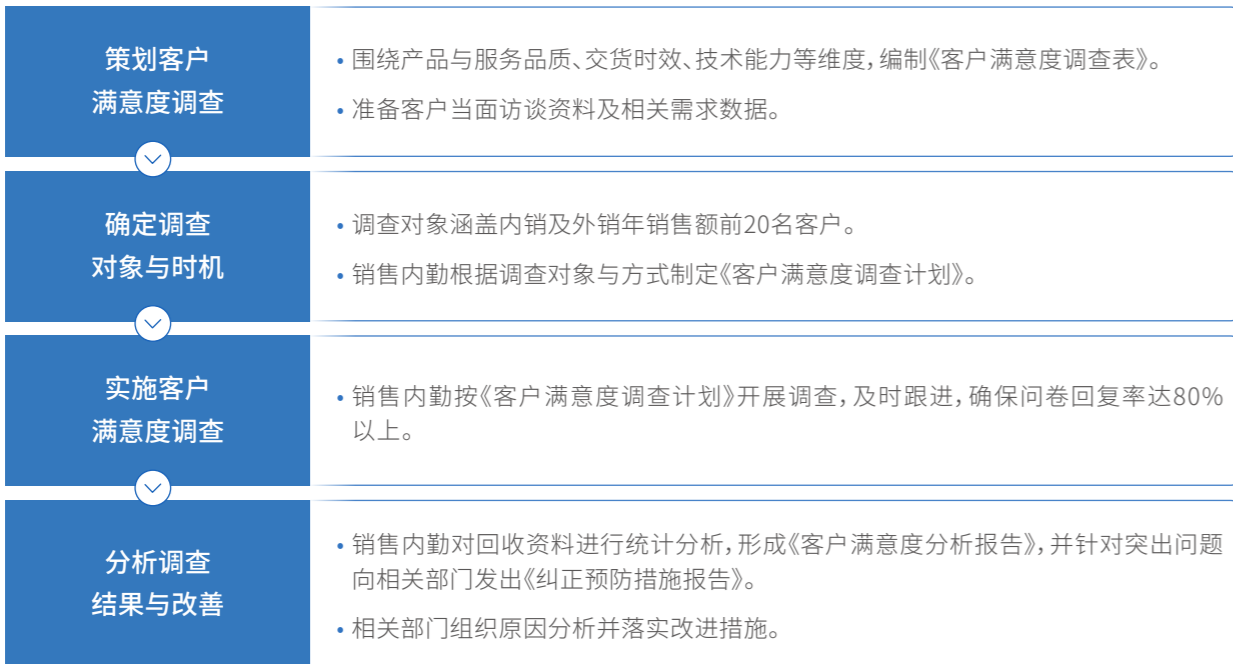 策划客户
满意度调查
• 围绕产品与服务品质、交货时效、技术能力等维度，编制《客户满意度调查表》。
• 准备客户当面访谈资料及相关需求数据。
确定调查
对象与时机
• 调查对象涵盖内销及外销年销售额前20名客户。
• 销售内勤根据调查对象与方式制定《客户满意度调查计划》。
实施客户
满意度调查
• 销售内勤按《客户满意度调查计划》开展调查，及时跟进，确保问卷回复率达80%
以上。
分析调查
结果与改善
• 销售内勤对回收资料进行统计分析，形成《客户满意度分析报告》，并针对突出问题
向相关部门发出《纠正预防措施报告》。
• 相关部门组织原因分析并落实改进措施。